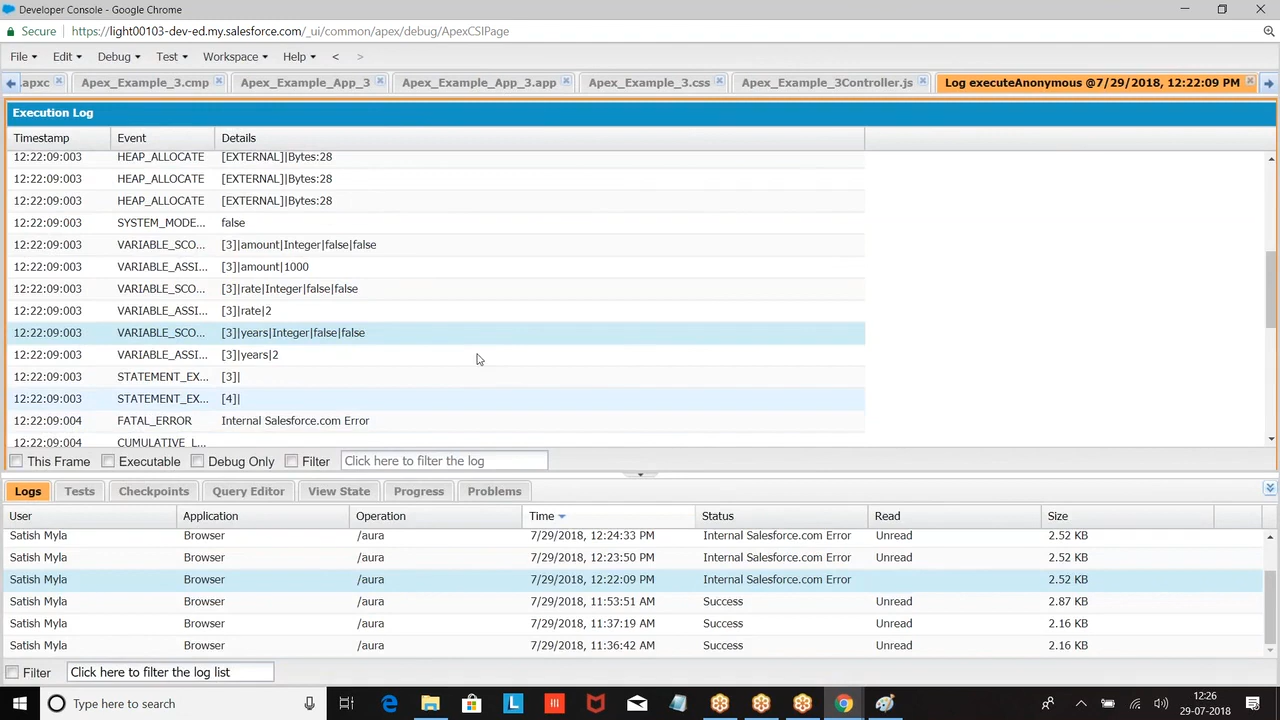 Developer Console - Google Chrome
Secure | https://light00103-dev-ed.my.salesforce.com/_ui/common/apex/debug/ApexCSIPage
File Edit Debug Test Workspace Help < >
.apxc Apex_Example_3.cmp Apex_Example_App_3 Apex_Example_App_3.app Apex_Example_3.css Apex_Example_3Controller.js Log executeAnonymous @7/29/2018, 12:22:09 PM
Execution Log
Timestamp Event Details
12:22:09:003 HEAP_ALLOCATE [EXTERNAL]|Bytes:28
12:22:09:003 HEAP_ALLOCATE [EXTERNAL]|Bytes:28
12:22:09:003 HEAP_ALLOCATE [EXTERNAL]|Bytes:28
12:22:09:003 SYSTEM_MODE... false
12:22:09:003 VARIABLE_SCO... [3]|amount|Integer|false|false
12:22:09:003 VARIABLE_ASSI... [3]|amount|1000
12:22:09:003 VARIABLE_SCO... [3]|rate|Integer|false|false
12:22:09:003 VARIABLE_ASSI... [3]|rate|2
12:22:09:003 VARIABLE_SCO... [3]|years|Integer|false|false
12:22:09:003 VARIABLE_ASSI... [3]|years|2
12:22:09:003 STATEMENT_EX... [3]|
12:22:09:003 STATEMENT_EX... [4]|
12:22:09:004 FATAL_ERROR Internal Salesforce.com Error
12:22:09:004 CUMULATIVE_L...
This Frame Executable Debug Only Filter Click here to filter the log
Logs Tests Checkpoints Query Editor View State Progress Problems
User Application Operation Time Status Read Size
Satish Myla Browser /aura 7/29/2018, 12:24:33 PM Internal Salesforce.com Error Unread 2.52 KB
Satish Myla Browser /aura 7/29/2018, 12:23:50 PM Internal Salesforce.com Error Unread 2.52 KB
Satish Myla Browser /aura 7/29/2018, 12:22:09 PM Internal Salesforce.com Error 2.52 KB
Satish Myla Browser /aura 7/29/2018, 11:53:51 AM Success Unread 2.87 KB
Satish Myla Browser /aura 7/29/2018, 11:37:19 AM Success Unread 2.16 KB
Satish Myla Browser /aura 7/29/2018, 11:36:42 AM Success Unread 2.16 KB
Filter Click here to filter the log list
Type here to search
12:26
29-07-2018